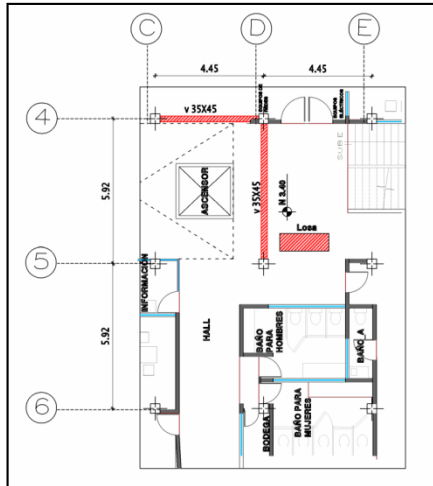 C
D
E
4.45
4.45
4
v 35X45
SUBE
ASCENSOR
v 35X45
N 3.40
5.92
Losa
5
INFORMACIÓN
BAÑO
PARA
HOMBRES
5.92
HALL
BAÑO A
6
BODEGA
BAÑO PARA
MUJERES